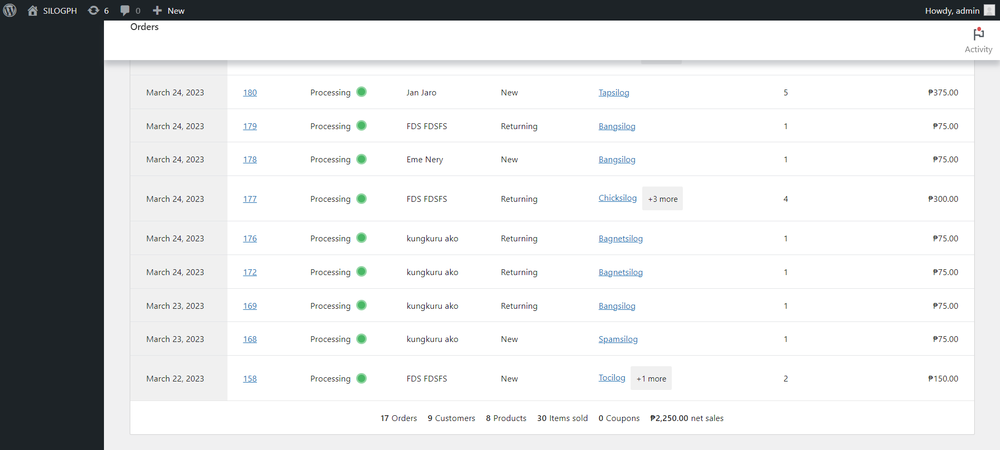 SILOGPH 6 0 New Howdy, admin
Orders
Activity
March 24, 2023 180 Processing Jan Jaro New Tapsilog 5 ₱375.00
March 24, 2023 179 Processing FDS FDSFS Returning Bangsilog 1 ₱75.00
March 24, 2023 178 Processing Eme Nery New Bangsilog 1 ₱75.00
March 24, 2023 177 Processing FDS FDSFS Returning Chicksilog +3 more 4 ₱300.00
March 24, 2023 176 Processing kungkuru ako Returning Bagnetsilog 1 ₱75.00
March 24, 2023 172 Processing kungkuru ako Returning Bagnetsilog 1 ₱75.00
March 23, 2023 169 Processing kungkuru ako Returning Bangsilog 1 ₱75.00
March 23, 2023 168 Processing kungkuru ako New Spamsilog 1 ₱75.00
March 22, 2023 158 Processing FDS FDSFS New Tocilog +1 more 2 ₱150.00
17 Orders 9 Customers 8 Products 30 Items sold 0 Coupons ₱2,250.00 net sales